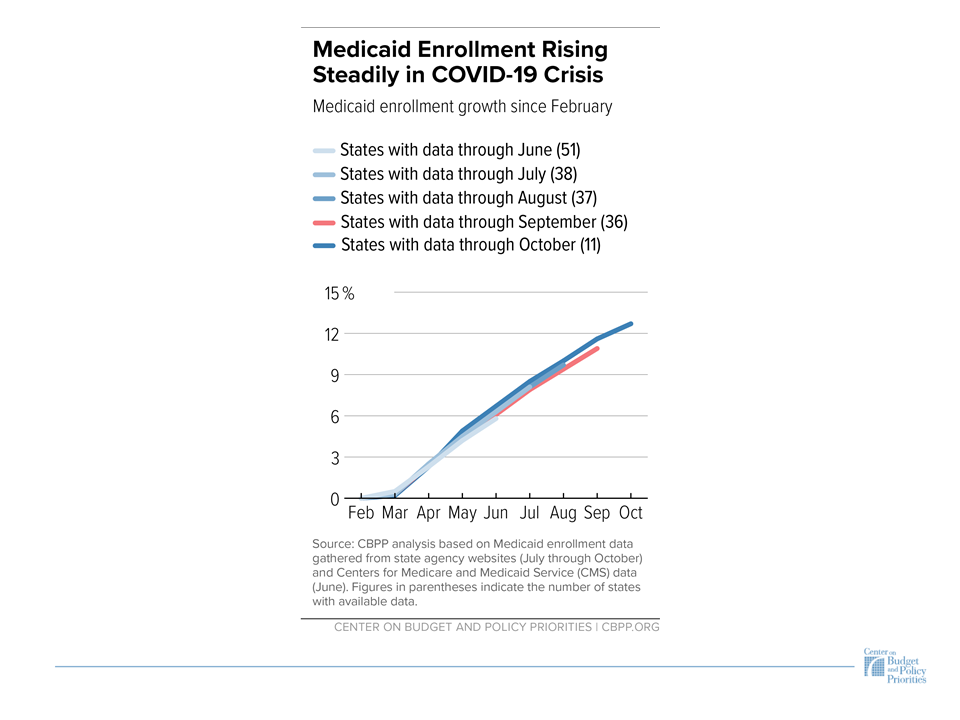 Medicaid Enrollment Rising
Steadily in COVID-19 Crisis
Medicaid enrollment growth since February
States with data through June (51)
States with data through July (38)
States with data through August (37)
States with data through September (36)
States with data through October (11)
15 %
12
9
6
3
0
Feb Mar Apr May Jun Jul Aug Sep Oct
Source: CBPP analysis based on Medicaid enrollment data
gathered from state agency websites (July through October)
and Centers for Medicare and Medicaid Service (CMS) data
(June). Figures in parentheses indicate the number of states
with available data.
CENTER ON BUDGET AND POLICY PRIORITIES | CBPP.ORG
Center on
Budget
and Policy
Priorities